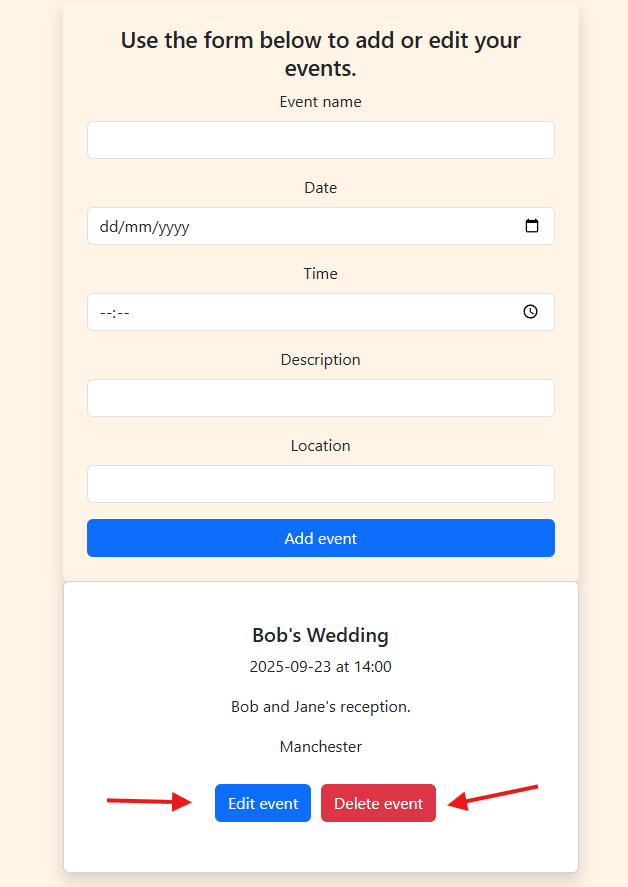 Use the form below to add or edit your
events.
Event name
Date
dd/mm/yyyy
Time
--:--
Description
Location
Add event
Bob's Wedding
2025-09-23 at 14:00
Bob and Jane's reception.
Manchester
Edit event Delete event